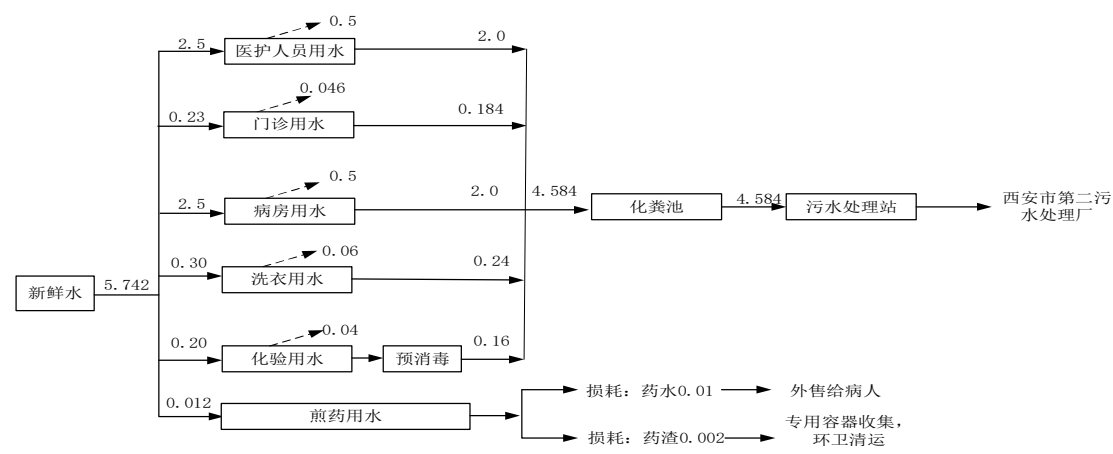 0.5
2.5
医护人员用水
2.0
0.046
0.23
门诊用水
0.184
0.5
2.5
病房用水
2.0
4.584
化粪池
4.584
污水处理站
西安市第二污
水处理厂
0.06
0.30
洗衣用水
0.24
新鲜水
5.742
0.04
0.20
化验用水
预消毒
0.16
0.012
煎药用水
损耗：药水0.01
外售给病人
损耗：药渣0.002
专用容器收集，
环卫清运